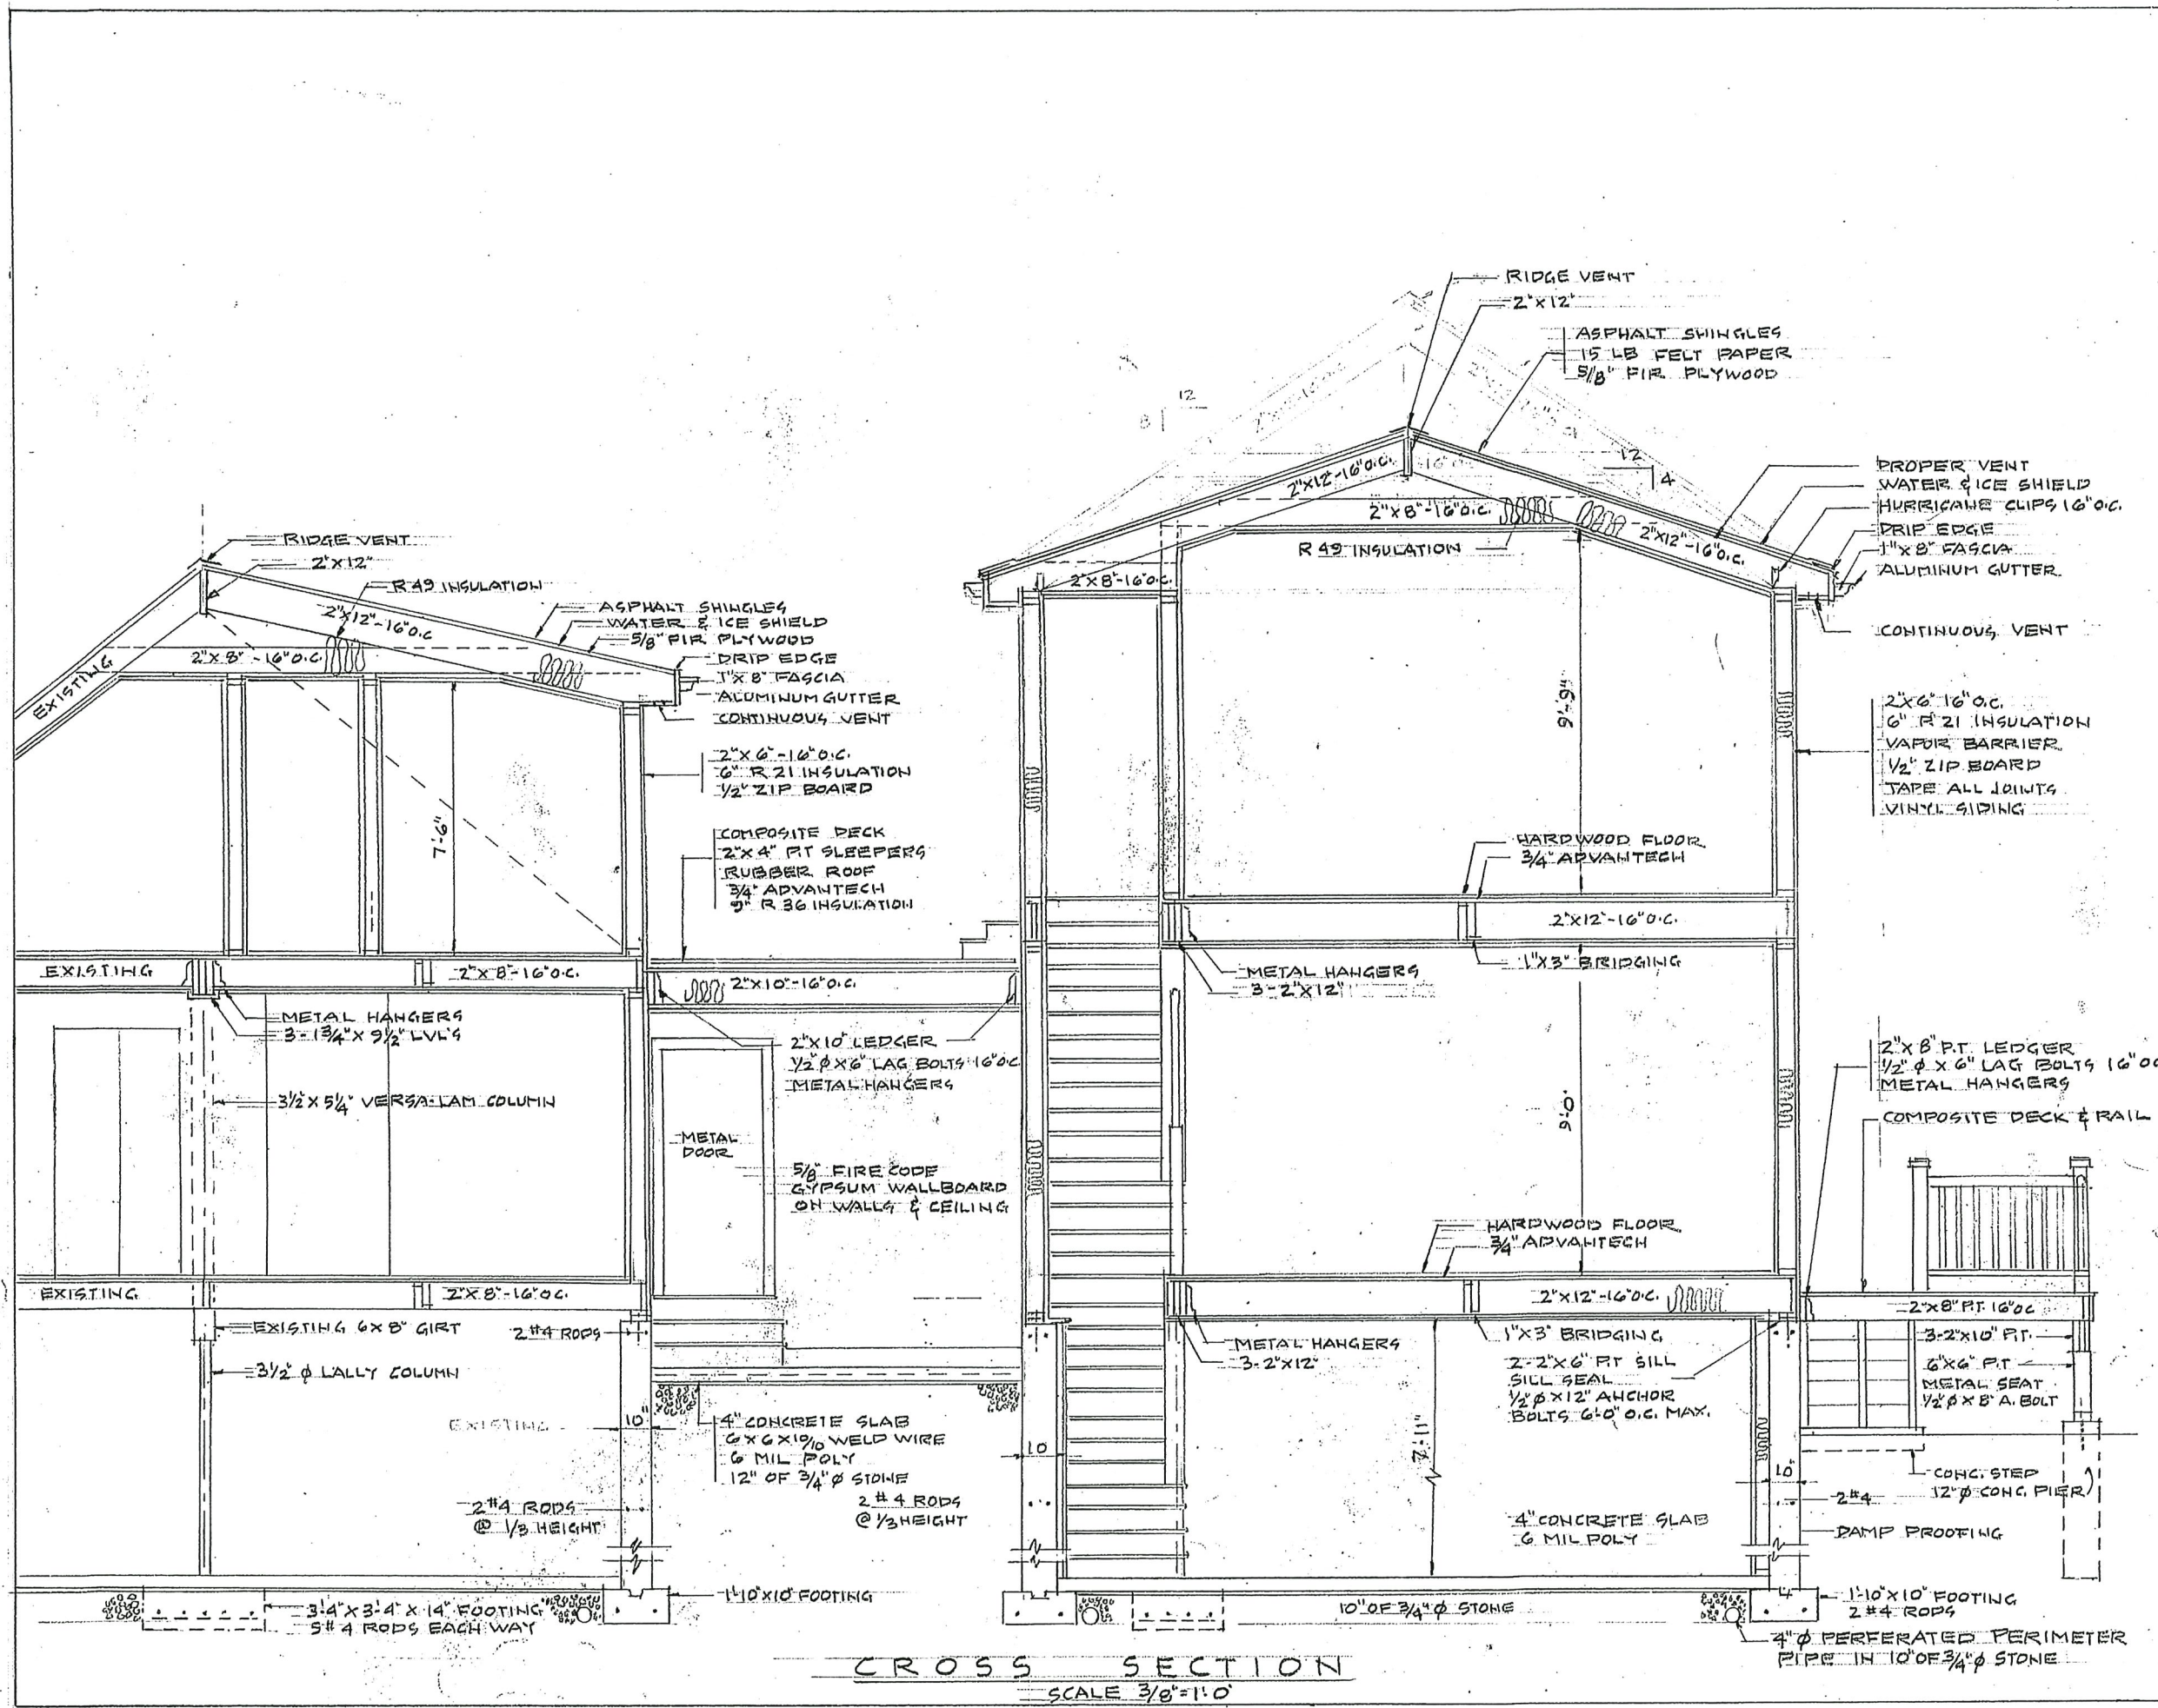 RIDGE VENT
2"X12"
ASPHALT SHINGLES
15 LB FELT PAPER
5/8" FIR PLYWOOD
12
8
12
4
2"X12"-16"O.C.
2"X8"-16"O.C.
R 49 INSULATION
2"X12"-16"O.C.
2"X8"-16"O.C.
PROPER VENT
WATER & ICE SHIELD
HURRICANE CLIPS 16"O.C.
DRIP EDGE
1"X8" FASCIA
ALUMINUM GUTTER
CONTINUOUS VENT
RIDGE VENT
2"X12"
R 49 INSULATION
2"X12"-16"O.C.
2"X8"-16"O.C.
EXISTING
ASPHALT SHINGLES
WATER & ICE SHIELD
5/8" FIR PLYWOOD
DRIP EDGE
1"X8" FASCIA
ALUMINUM GUTTER
CONTINUOUS VENT
2"X6"-16"O.C.
6" R 21 INSULATION
1/2" ZIP BOARD
7'-6"
COMPOSITE DECK
2"X4" P.T SLEEPERS
RUBBER ROOF
3/4" ADVANTECH
9" R 36 INSULATION
9'-9"
2"X6"16"O.C.
6" R 21 INSULATION
VAPOR BARRIER
1/2" ZIP BOARD
TAPE ALL JOINTS
VINYL SIDING
HARDWOOD FLOOR
3/4" ADVANTECH
2"X12"-16"O.C.
1"X3" BRIDGING
METAL HANGERS
3-2"X12"
EXISTING
2"X8"-16"O.C.
2"X10"-16"O.C.
METAL HANGERS
3-1 3/4" X 9 1/2" LVL'S
3 1/2" X 5 1/4" VERSA-LAM COLUMN
2"X10" LEDGER
1/2" Ø X6" LAG BOLTS 16"O.C.
METAL HANGERS
METAL
DOOR
5/8" FIRE CODE
GYPSUM WALLBOARD
ON WALLS & CEILING
9'-0"
2"X8" P.T. LEDGER
1/2" Ø X 6" LAG BOLTS 16"OC
METAL HANGERS
COMPOSITE DECK & RAIL
HARDWOOD FLOOR
3/4" ADVANTECH
2"X12"-16"O.C.
EXISTING
2"X8"-16"OC.
EXISTING 6X8" GIRT
2 #4 RODS
3 1/2" Ø LALLY COLUMN
EXISTING
10"
2 #4 RODS
@ 1/3 HEIGHT
4" CONCRETE SLAB
6 X 6 X 10/10 WELD WIRE
6 MIL POLY
12" OF 3/4" Ø STONE
2 #4 RODS
@ 1/3 HEIGHT
10
METAL HANGERS
3-2"X12"
1"X3" BRIDGING
2-2"X6" P.T SILL
SILL SEAL
1/2" Ø X12" ANCHOR
BOLTS 6'-0" O.C. MAX.
7'-11"
4" CONCRETE SLAB
6 MIL POLY
2"X8" P.T. 16"OC
3-2"X10" P.T.
6"X6" P.T
METAL SEAT
1/2" Ø X 8" A. BOLT
CONC. STEP
12" Ø CONC. PIER
10"
2 #4
DAMP PROOFING
3'-4" X 3'-4" X 14" FOOTING
5 #4 RODS EACH WAY
1'-10"X10" FOOTING
10" OF 3/4" Ø STONE
1'-10"X10" FOOTING
2 #4 RODS
4" Ø PERFERATED PERIMETER
PIPE IN 10" OF 3/4" Ø STONE
CROSS SECTION
SCALE 3/8"=1'-0"